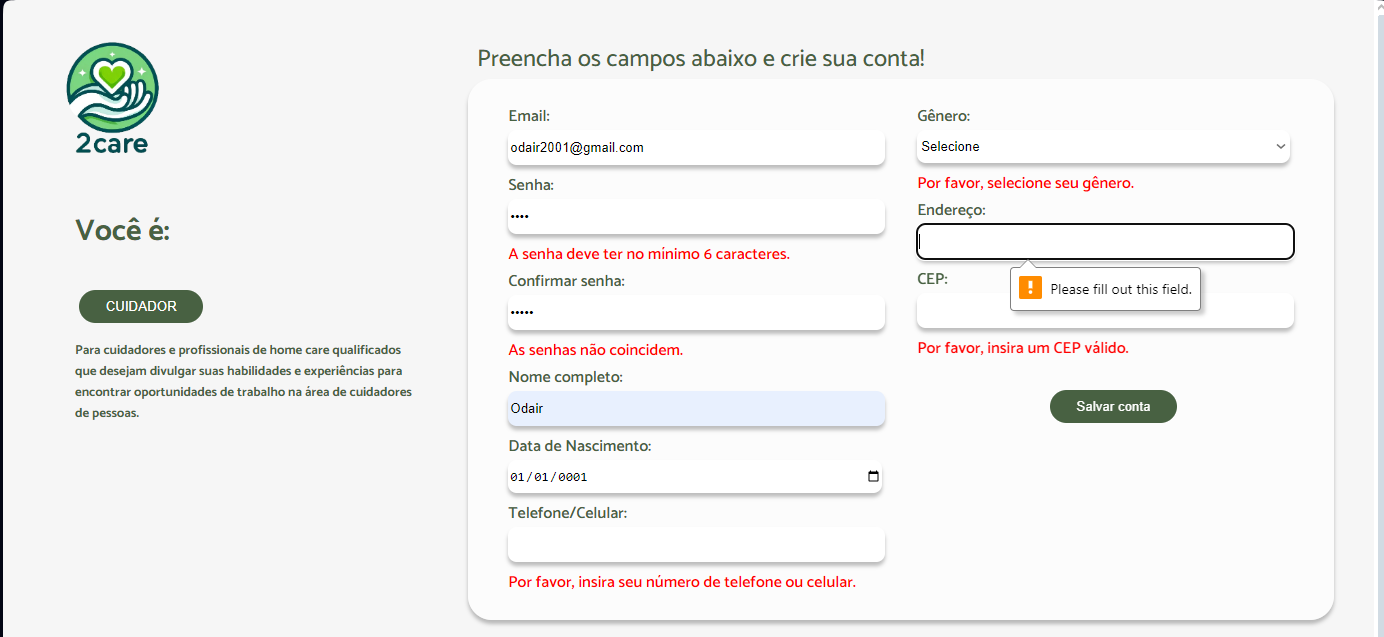 2care
Você é:
CUIDADOR
Para cuidadores e profissionais de home care qualificados
que desejam divulgar suas habilidades e experiências para
encontrar oportunidades de trabalho na área de cuidadores
de pessoas.
Preencha os campos abaixo e crie sua conta!
Email:
odair2001@gmail.com
Senha:
••••
A senha deve ter no mínimo 6 caracteres.
Confirmar senha:
•••••
As senhas não coincidem.
Nome completo:
Odair
Data de Nascimento:
01/01/0001
Telefone/Celular:
Por favor, insira seu número de telefone ou celular.
Gênero:
Selecione
Por favor, selecione seu gênero.
Endereço:
Please fill out this field.
CEP:
Por favor, insira um CEP válido.
Salvar conta